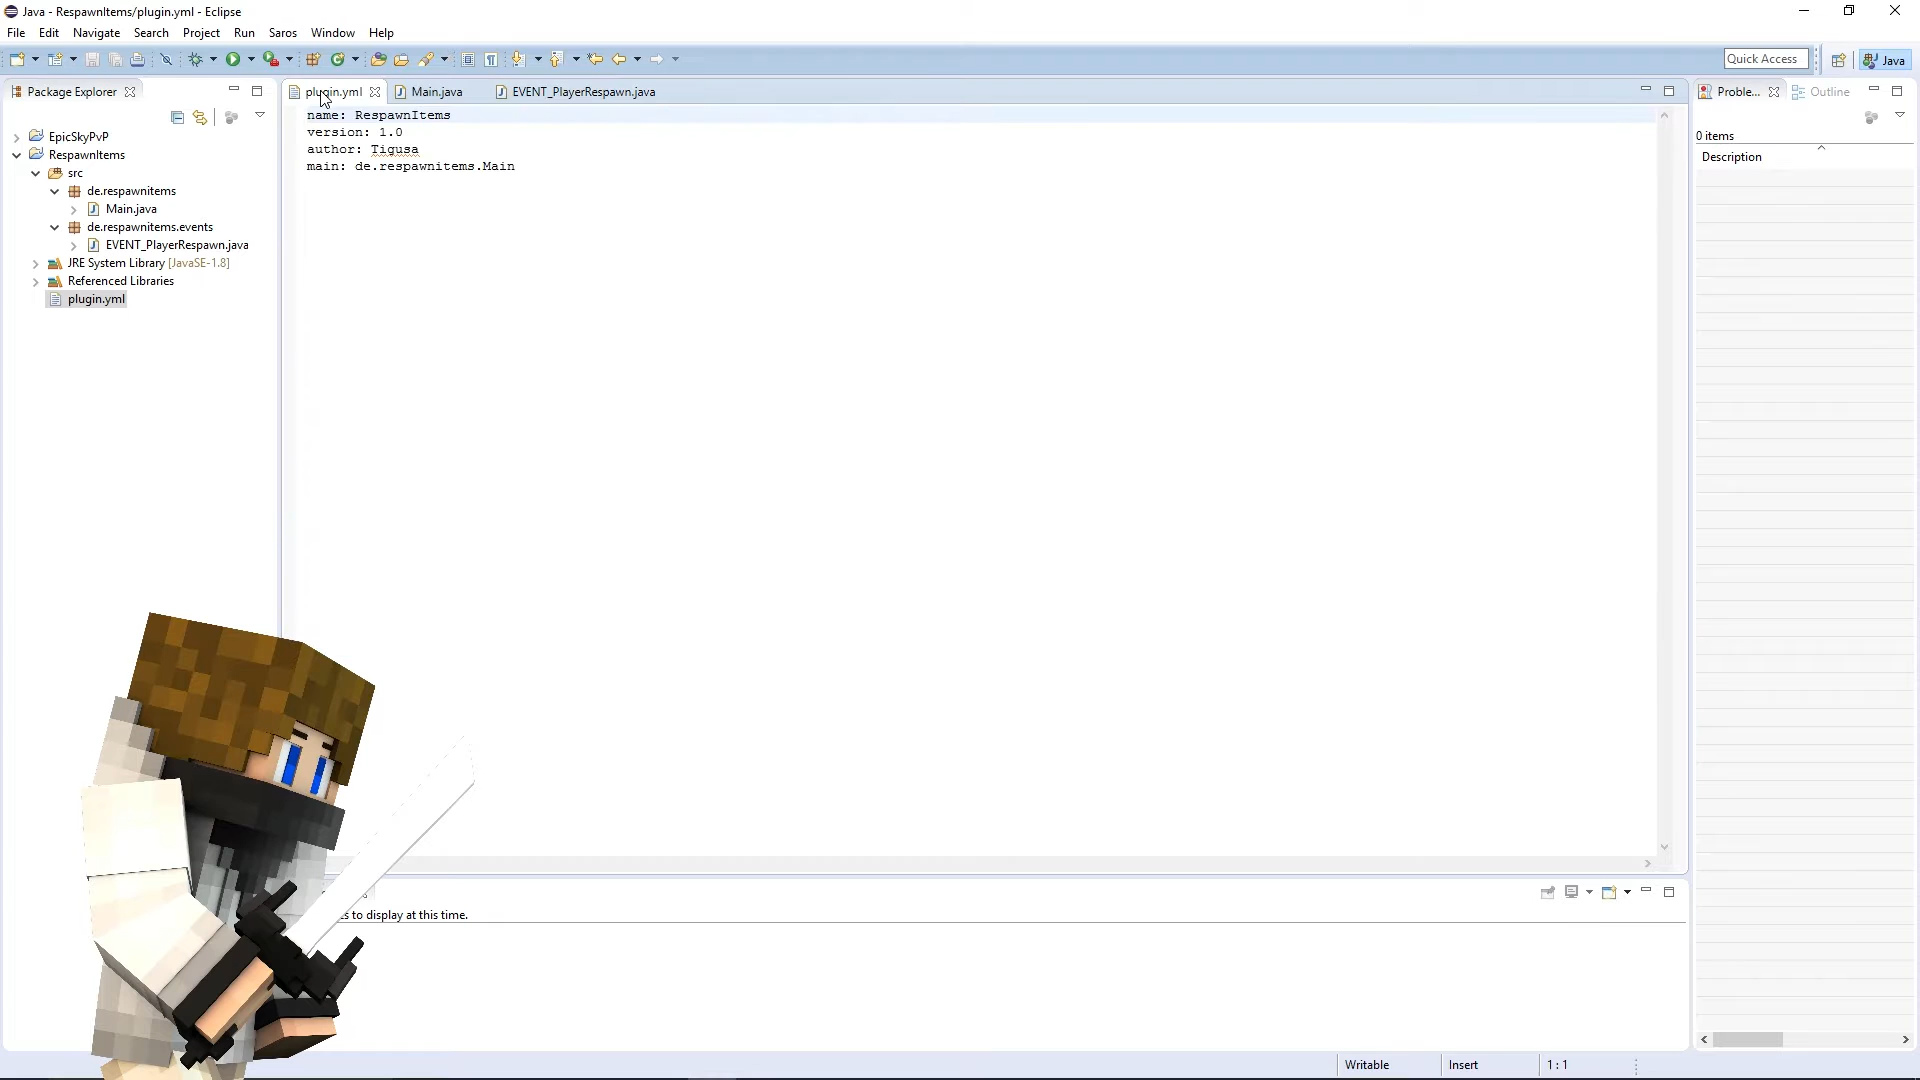 Java - RespawnItems/plugin.yml - Eclipse
File Edit Navigate Search Project Run Saros Window Help
Quick Access
Java
Package Explorer
EpicSkyPvP
RespawnItems
src
de.respawnitems
Main.java
de.respawnitems.events
EVENT_PlayerRespawn.java
JRE System Library [JavaSE-1.8]
Referenced Libraries
plugin.yml
plugin.yml Main.java EVENT_PlayerRespawn.java
name: RespawnItems
version: 1.0
author: Tigusa
main: de.respawnitems.Main
Proble... Outline
0 items
Description
to display at this time.
Writable Insert 1 : 1